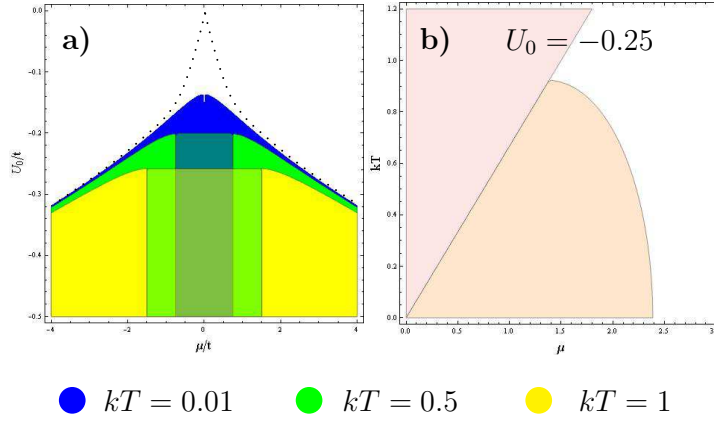 a)
0.0
-0.1
-0.2
-0.3
-0.4
-0.5
U₀/t
-4
-2
0
2
4
μ/t
b)
U₀ = −0.25
1.2
1.0
0.8
0.6
0.4
0.2
0.0
kT
0.0
0.5
1.0
1.5
2.0
2.5
μ
kT = 0.01
kT = 0.5
kT = 1